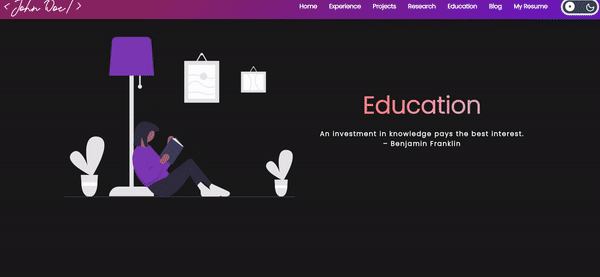 < John Doe/ >
Home Experience Projects Research Education Blog My Resume
Education
An investment in knowledge pays the best interest.
– Benjamin Franklin